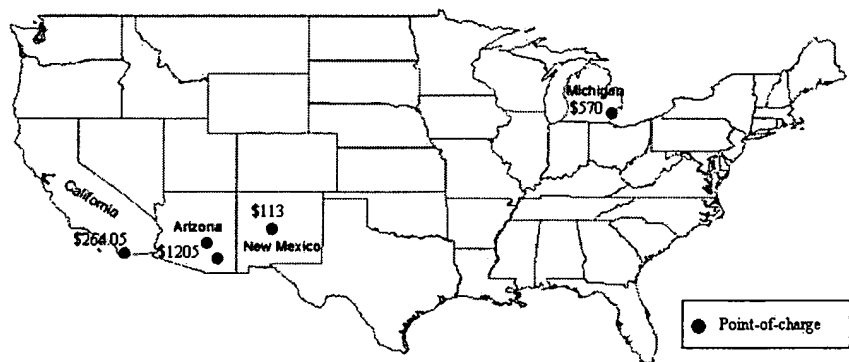 Michigan
$570
California
$264.05
Arizona
$1205
$113
New Mexico
Point-of-charge